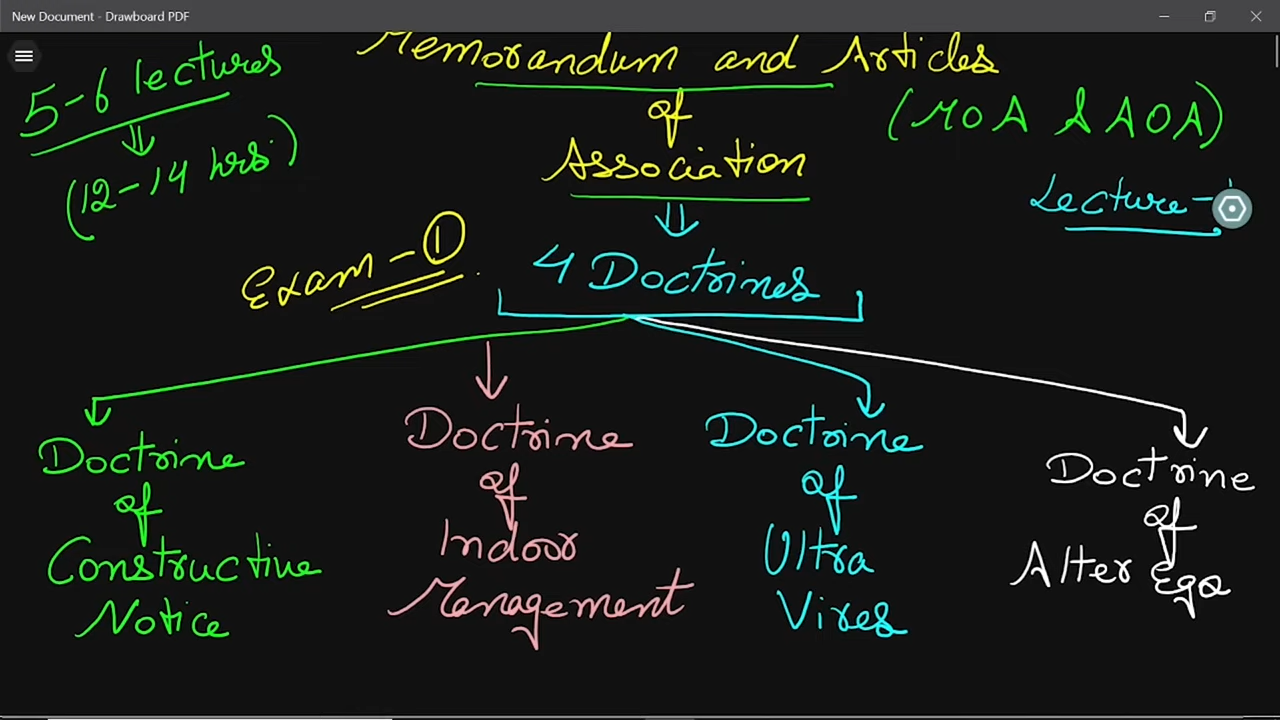 New Document - Drawboard PDF
5-6 lectures
(12-14 hrs.)
Memorandum and Articles
of
Association
(MOA & AOA)
Lecture-
Exam - 1
4 Doctrines
Doctrine
of
Constructive
Notice
Doctrine
of
Indoor
Management
Doctrine
of
Ultra
Vires
Doctrine
of
Alter Ego